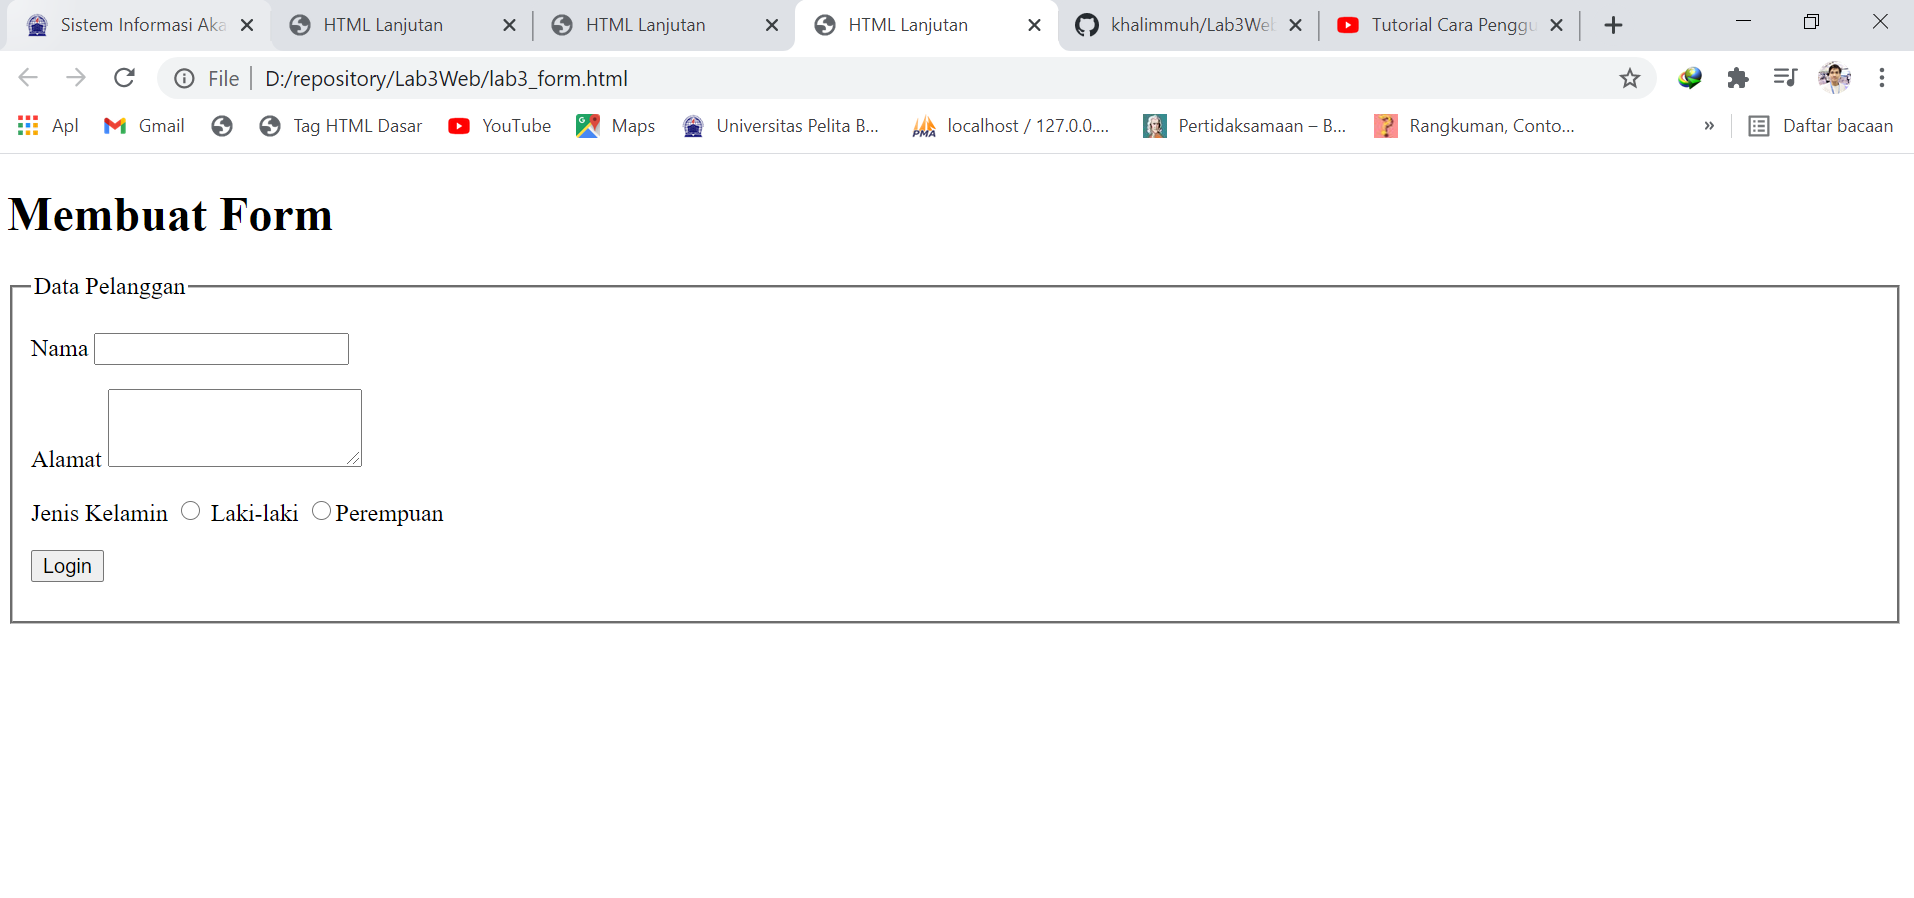 Sistem Informasi Aka
HTML Lanjutan
HTML Lanjutan
HTML Lanjutan
khalimmuh/Lab3Web
Tutorial Cara Penggu
File
D:/repository/Lab3Web/lab3_form.html
Apl
Gmail
Tag HTML Dasar
YouTube
Maps
Universitas Pelita B...
PMA
localhost / 127.0.0....
Pertidaksamaan – B...
Rangkuman, Conto...
»
Daftar bacaan
Membuat Form
Data Pelanggan
Nama
Alamat
Jenis Kelamin Laki-laki Perempuan
Login